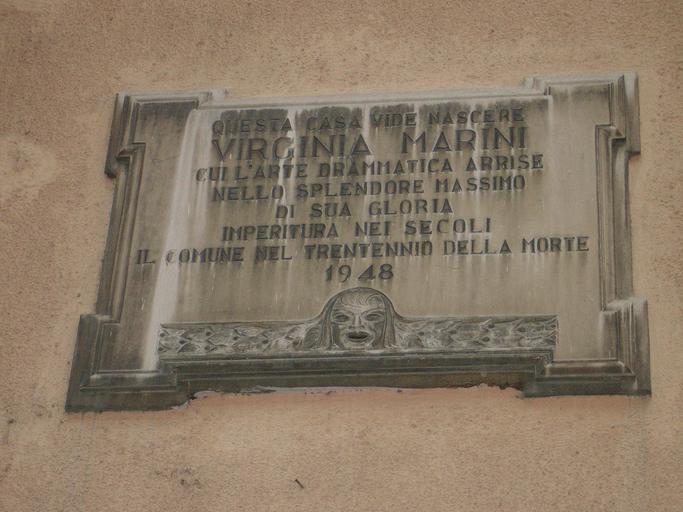 QUESTA CASA VIDE NASCERE
VIRGINIA MARINI
CUI L'ARTE DRAMMATICA ARRISE
NELLO SPLENDORE MASSIMO
DI SUA GLORIA
IMPERITURA NEI SECOLI
IL COMUNE NEL TRENTENNIO DELLA MORTE
1948